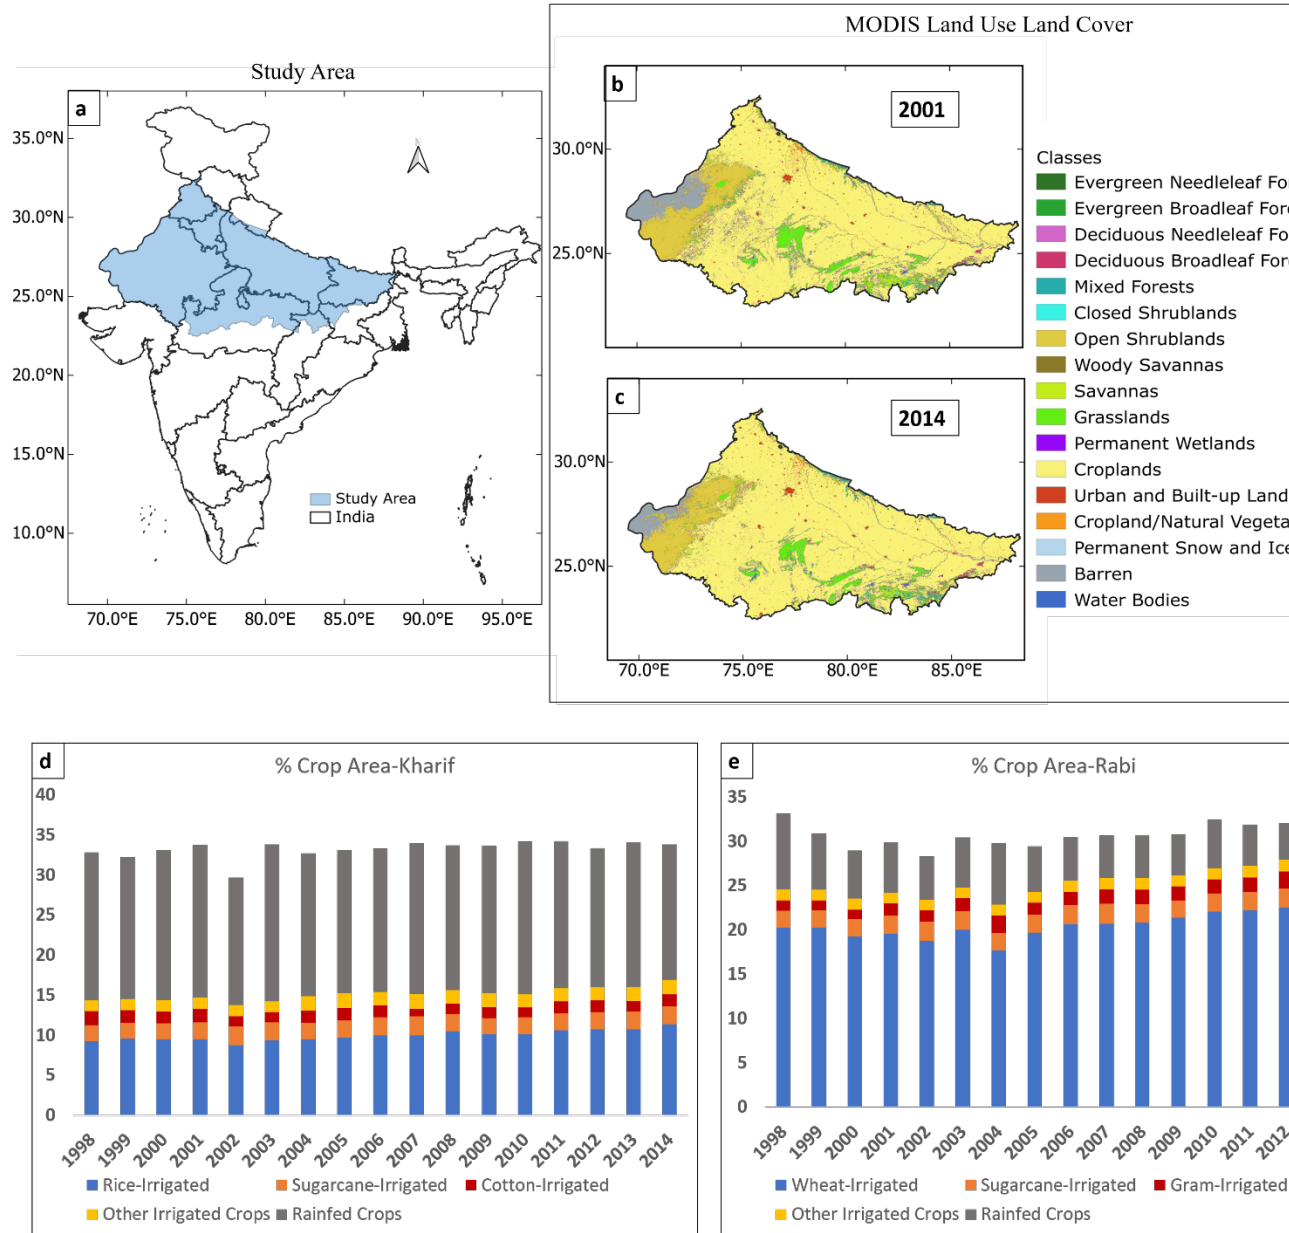 MODIS Land Use Land Cover
Study Area
a
35.0°N
30.0°N
25.0°N
20.0°N
15.0°N
10.0°N
70.0°E 75.0°E 80.0°E 85.0°E 90.0°E 95.0°E
Study Area
India
b
2001
30.0°N
25.0°N
c
2014
30.0°N
25.0°N
70.0°E 75.0°E 80.0°E 85.0°E
Classes
Evergreen Needleleaf For
Evergreen Broadleaf Fore
Deciduous Needleleaf Fo
Deciduous Broadleaf Fore
Mixed Forests
Closed Shrublands
Open Shrublands
Woody Savannas
Savannas
Grasslands
Permanent Wetlands
Croplands
Urban and Built-up Land
Cropland/Natural Vegeta
Permanent Snow and Ice
Barren
Water Bodies
d
% Crop Area-Kharif
40
35
30
25
20
15
10
5
0
1998 1999 2000 2001 2002 2003 2004 2005 2006 2007 2008 2009 2010 2011 2012 2013 2014
Rice-Irrigated Sugarcane-Irrigated Cotton-Irrigated
Other Irrigated Crops Rainfed Crops
e
% Crop Area-Rabi
35
30
25
20
15
10
5
0
1998 1999 2000 2001 2002 2003 2004 2005 2006 2007 2008 2009 2010 2011 2012
Wheat-Irrigated Sugarcane-Irrigated Gram-Irrigated
Other Irrigated Crops Rainfed Crops